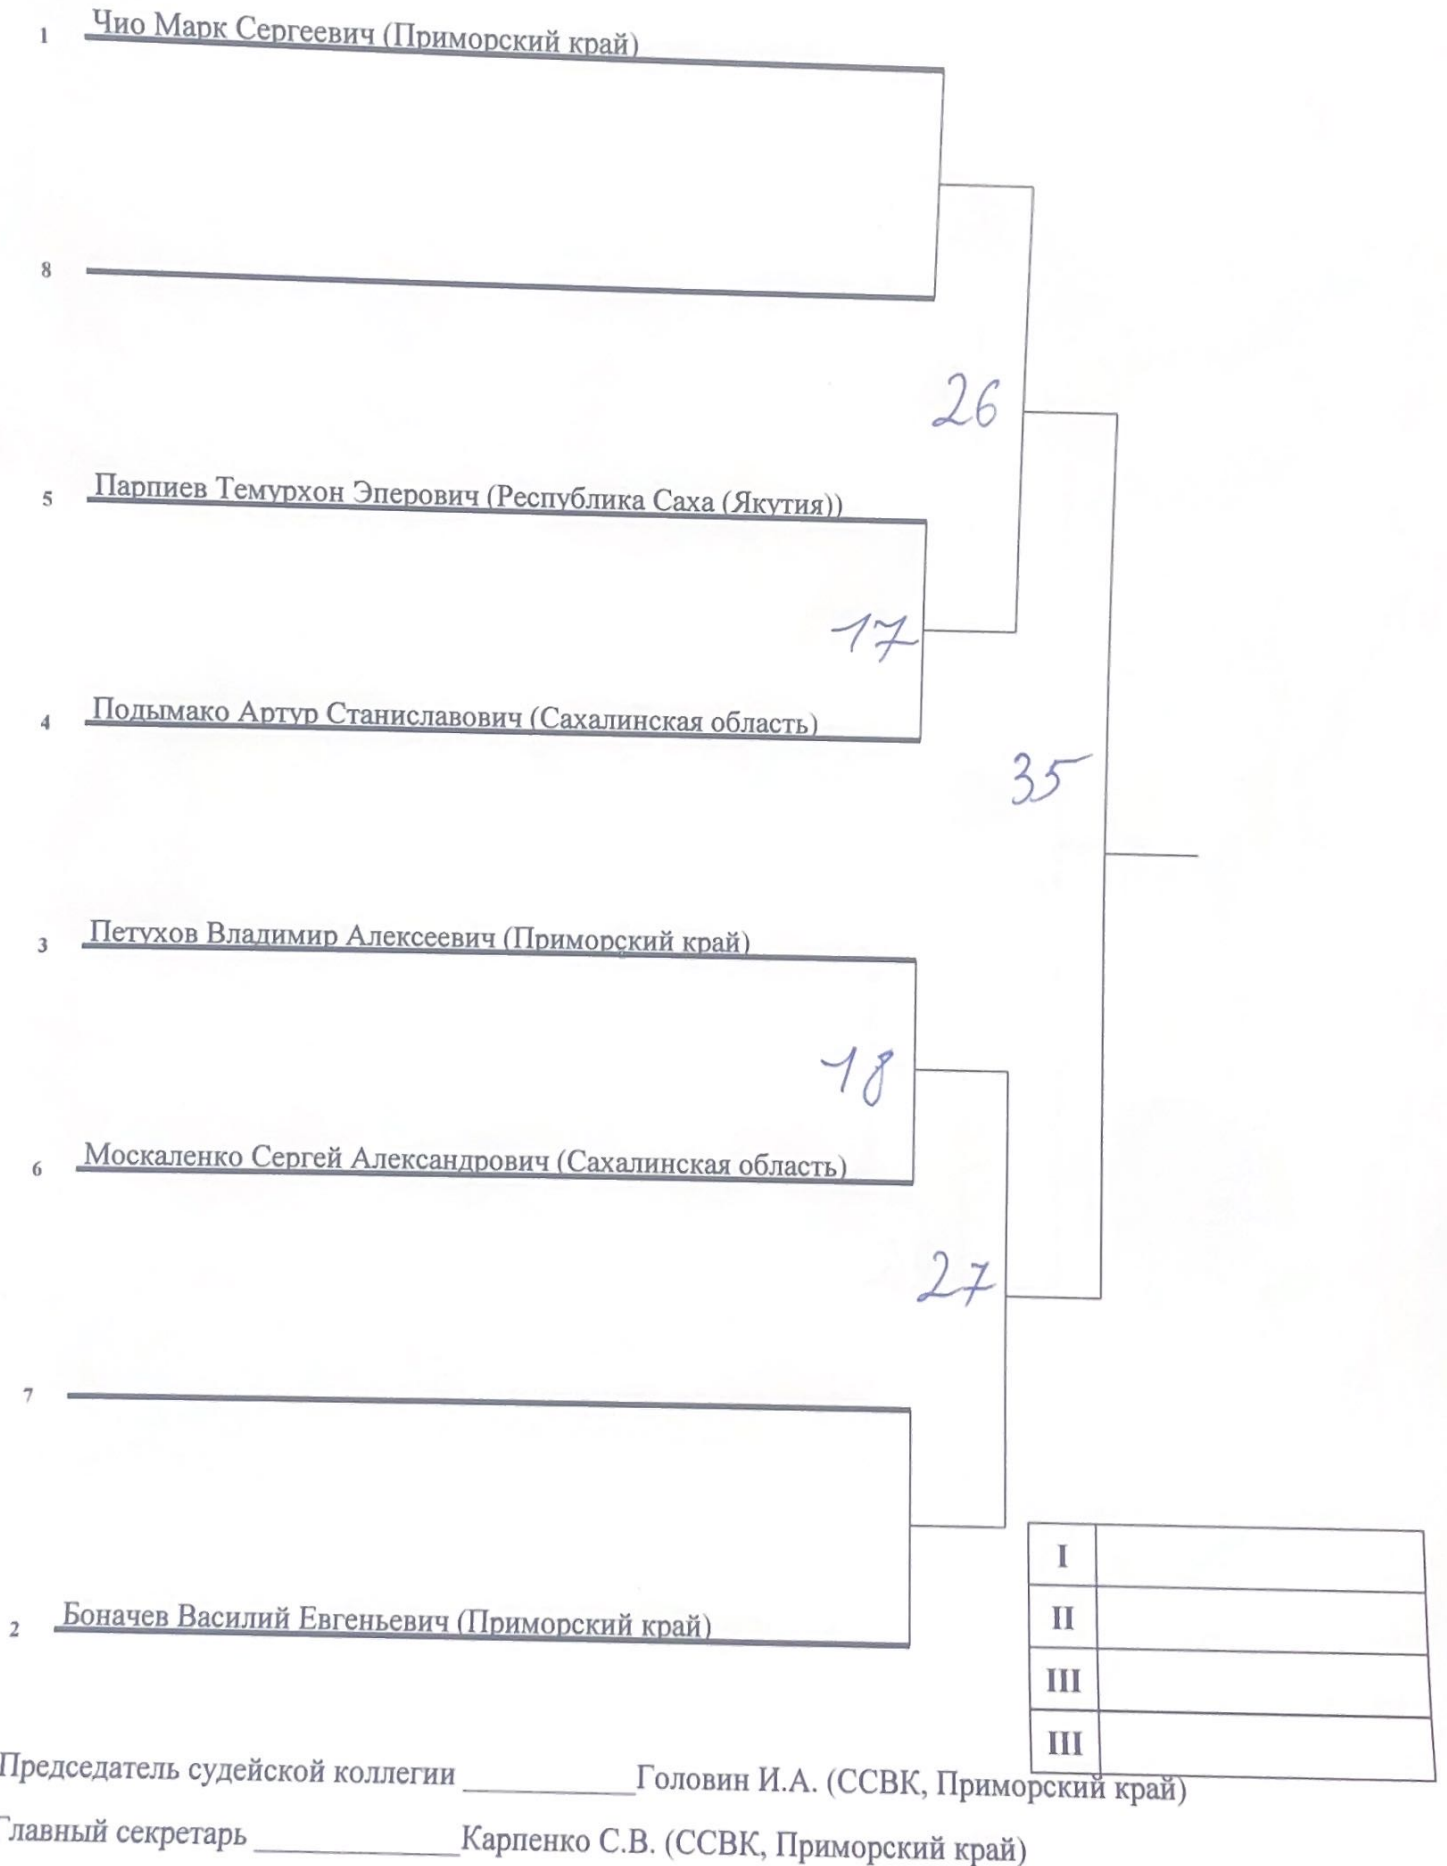 1 Чио Марк Сергеевич (Приморский край)
8
26
5 Парпиев Темурхон Эперович (Республика Саха (Якутия))
17
4 Подымако Артур Станиславович (Сахалинская область)
35
3 Петухов Владимир Алексеевич (Приморский край)
18
6 Москаленко Сергей Александрович (Сахалинская область)
27
7
2 Боначев Василий Евгеньевич (Приморский край)
I
II
III
III
Председатель судейской коллегии ____________Головин И.А. (ССВК, Приморский край)
Главный секретарь ______________Карпенко С.В. (ССВК, Приморский край)